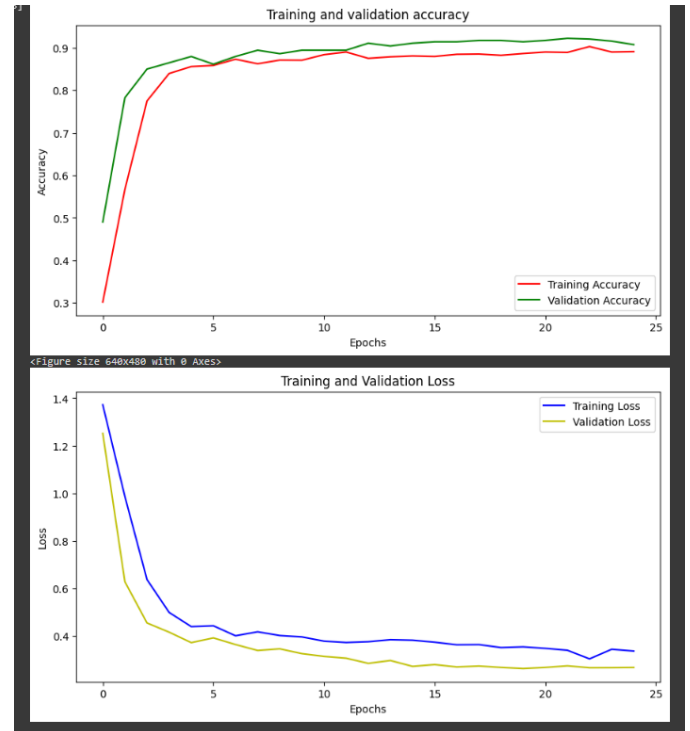 Training and validation accuracy
0.9
0.8
0.7
0.6
0.5
0.4
0.3
Accuracy
Training Accuracy
Validation Accuracy
0 5 10 15 20 25
Epochs
<Figure size 640x480 with 0 Axes>
Training and Validation Loss
1.4
1.2
1.0
0.8
0.6
0.4
Loss
Training Loss
Validation Loss
0 5 10 15 20 25
Epochs